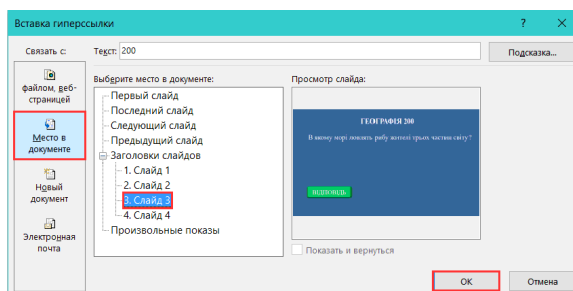 Вставка гиперссылки
? ×
Связать с:
Текст: 200
Подсказка...
файлом, веб-
страницей
Место в
документе
Новый
документ
Электронная
почта
Выберите место в документе:
Первый слайд
Последний слайд
Следующий слайд
Предыдущий слайд
Заголовки слайдов
1. Слайд 1
2. Слайд 2
3. Слайд 3
4. Слайд 4
Произвольные показы
Просмотр слайда:
ГЕОГРАФІЯ 200
В якому морі ловлять рибу жителі трьох частин світу?
ВІДПОВІДЬ
Показать и вернуться
ОК
Отмена